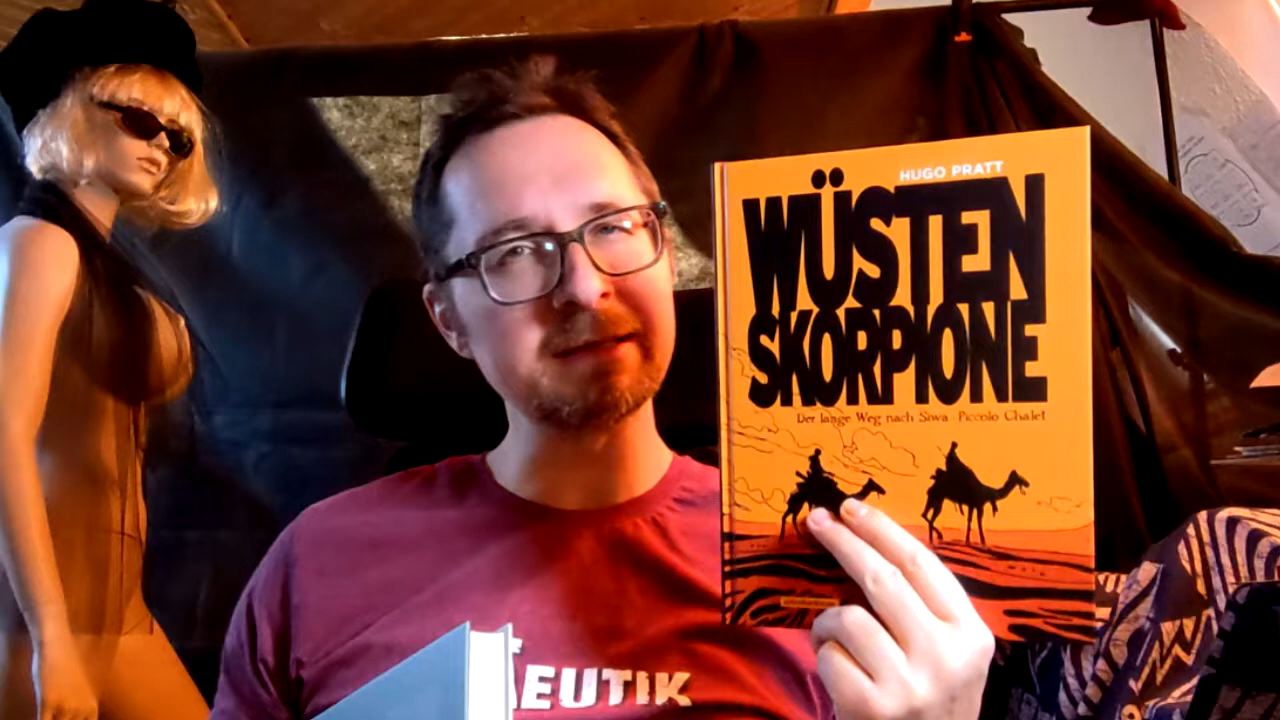 HUGO PRATT
WÜSTEN
SKORPIONE
Der lange Weg nach Siwa · Piccolo Chalet
EUTIK